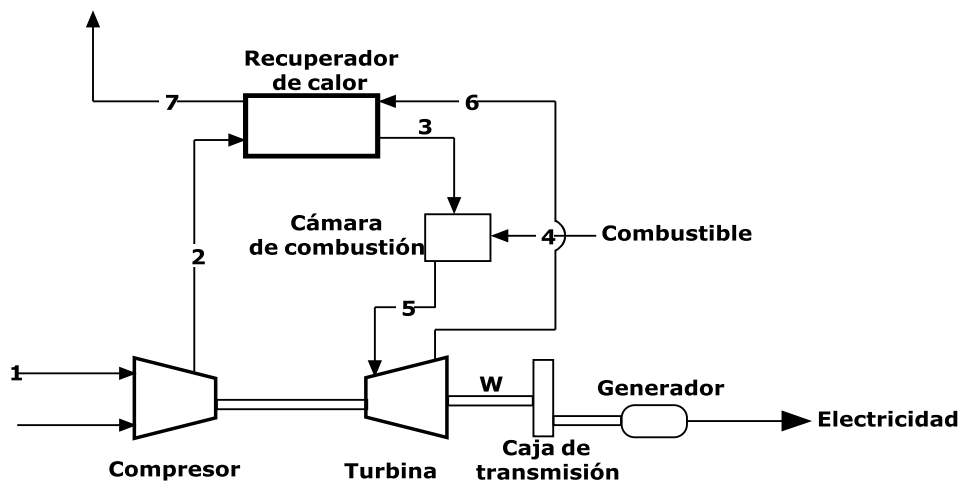 Recuperador
de calor
7
6
3
Cámara
de combustión
4
Combustible
2
5
1
W
Generador
Electricidad
Caja de
transmisión
Compresor
Turbina